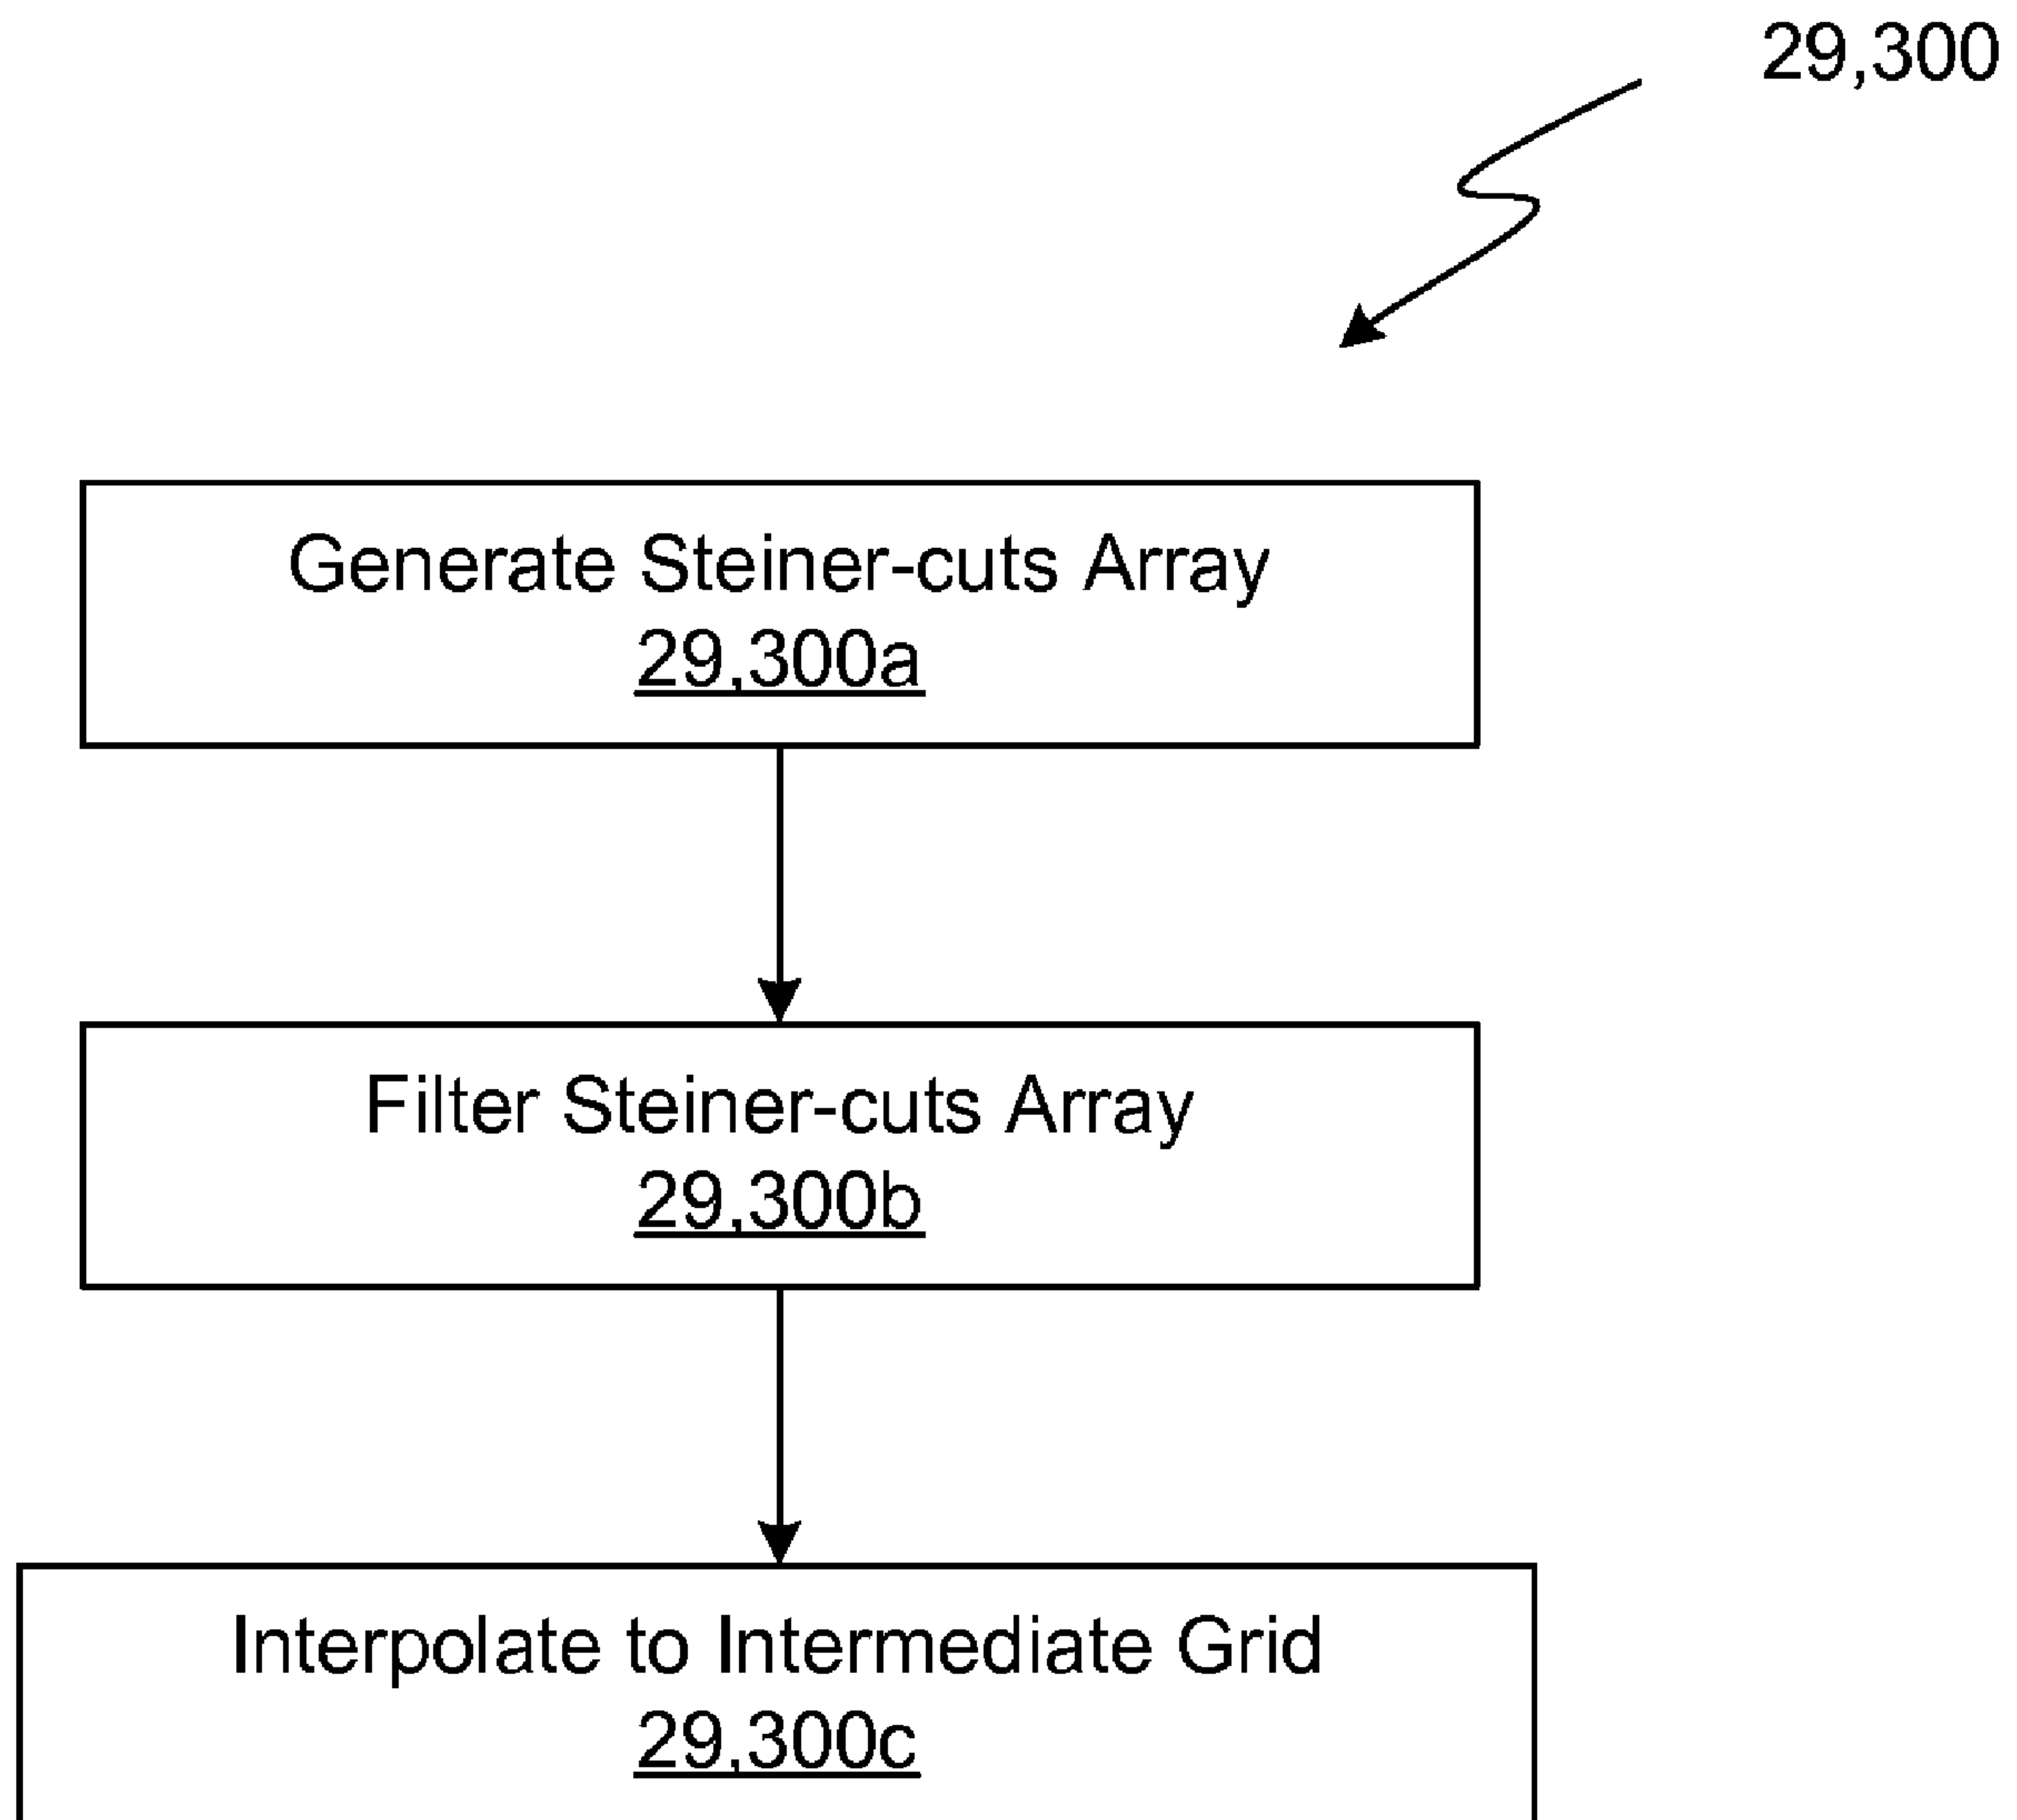 29,300
Generate Steiner-cuts Array
29,300a
Filter Steiner-cuts Array
29,300b
Interpolate to Intermediate Grid
29,300c